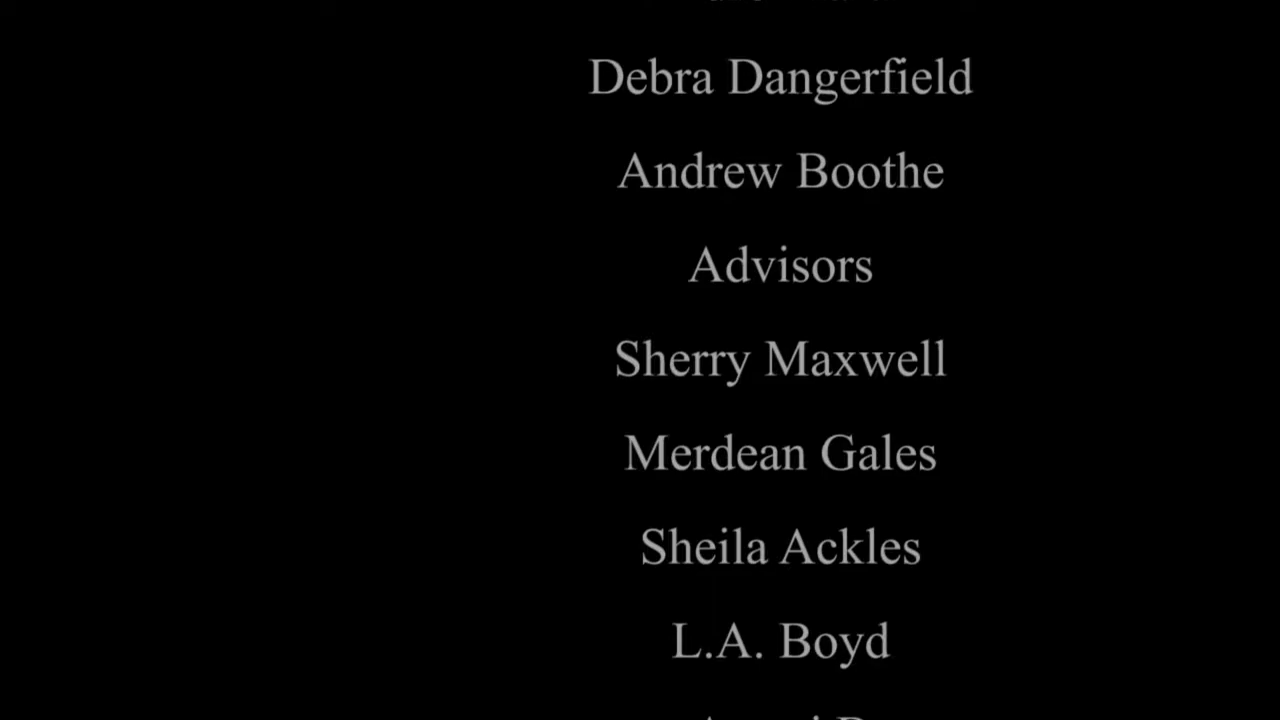 Debra Dangerfield
Andrew Boothe
Advisors
Sherry Maxwell
Merdean Gales
Sheila Ackles
L.A. Boyd